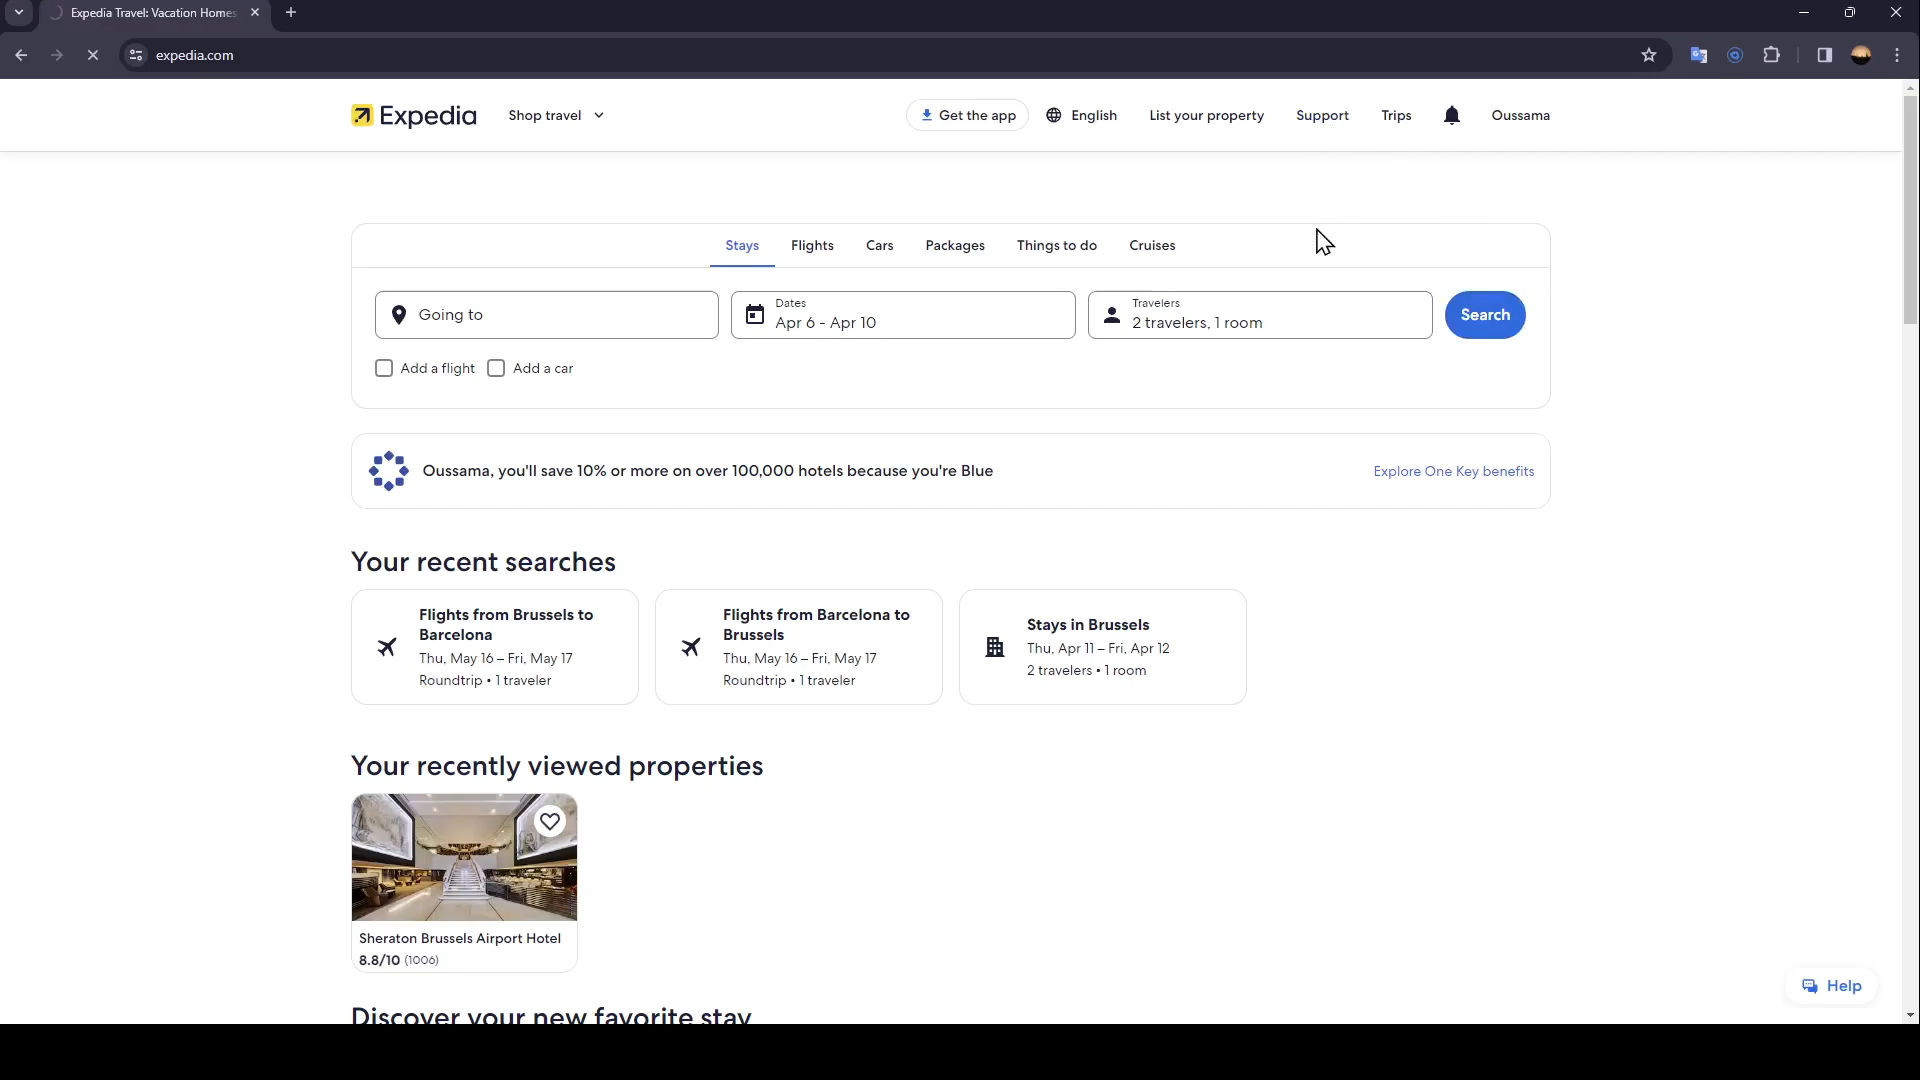 Expedia Travel: Vacation Homes
expedia.com
Expedia
Shop travel
Get the app
English
List your property
Support
Trips
Oussama
Stays
Flights
Cars
Packages
Things to do
Cruises
Going to
Dates
Apr 6 - Apr 10
Travelers
2 travelers, 1 room
Search
Add a flight
Add a car
Oussama, you'll save 10% or more on over 100,000 hotels because you're Blue
Explore One Key benefits
Your recent searches
Flights from Brussels to
Barcelona
Thu, May 16 – Fri, May 17
Roundtrip • 1 traveler
Flights from Barcelona to
Brussels
Thu, May 16 – Fri, May 17
Roundtrip • 1 traveler
Stays in Brussels
Thu, Apr 11 – Fri, Apr 12
2 travelers • 1 room
Your recently viewed properties
Sheraton Brussels Airport Hotel
8.8/10 (1006)
Help
Discover your new favorite stay